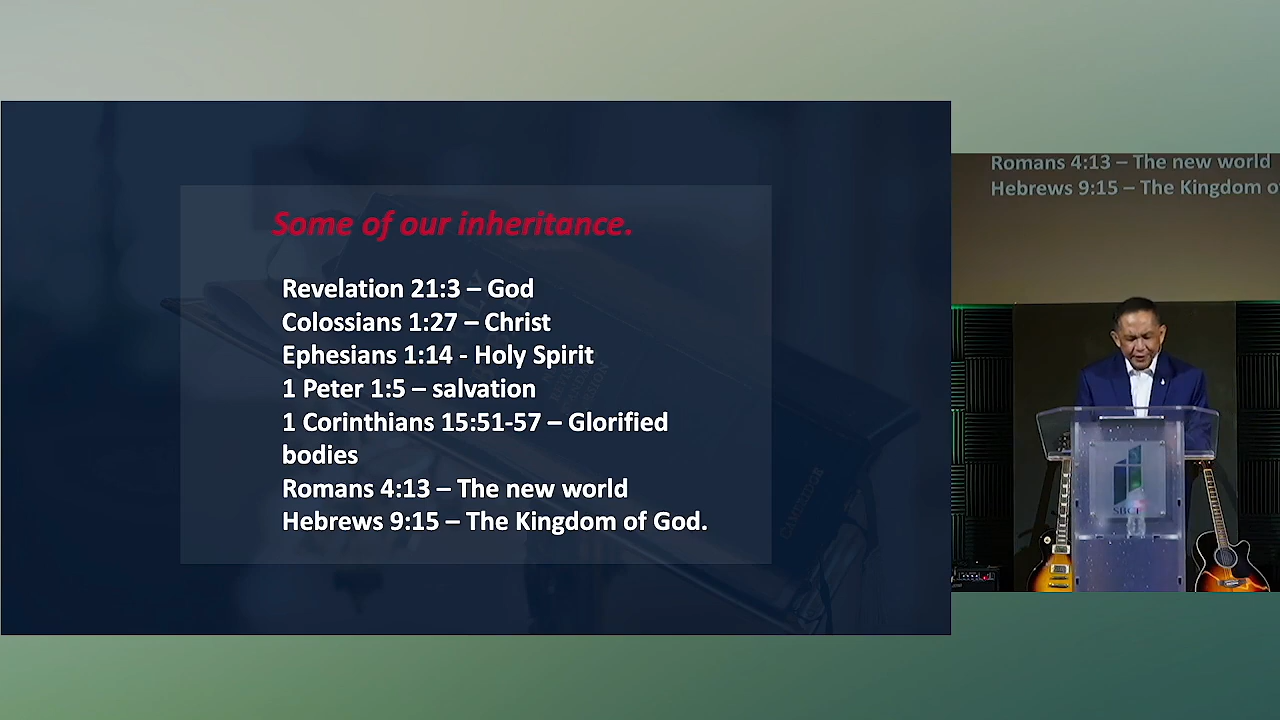 Some of our inheritance.
Revelation 21:3 – God
Colossians 1:27 – Christ
Ephesians 1:14 - Holy Spirit
1 Peter 1:5 – salvation
1 Corinthians 15:51-57 – Glorified
bodies
Romans 4:13 – The new world
Hebrews 9:15 – The Kingdom of God.
Romans 4:13 – The new world
Hebrews 9:15 – The Kingdom o
CAMBRIDGE